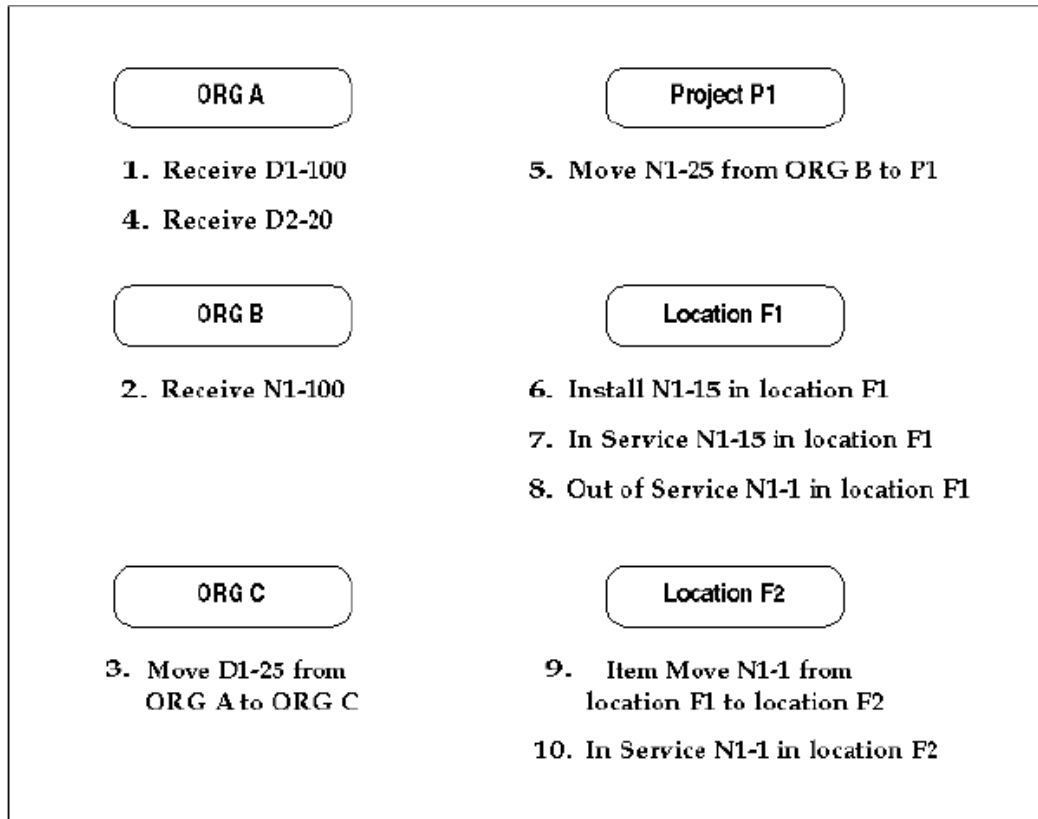 ORG A
1. Receive D1-100
4. Receive D2-20
ORG B
2. Receive N1-100
ORG C
3. Move D1-25 from
ORG A to ORG C
Project P1
5. Move N1-25 from ORG B to P1
Location F1
6. Install N1-15 in location F1
7. In Service N1-15 in location F1
8. Out of Service N1-1 in location F1
Location F2
9. Item Move N1-1 from
location F1 to location F2
10. In Service N1-1 in location F2